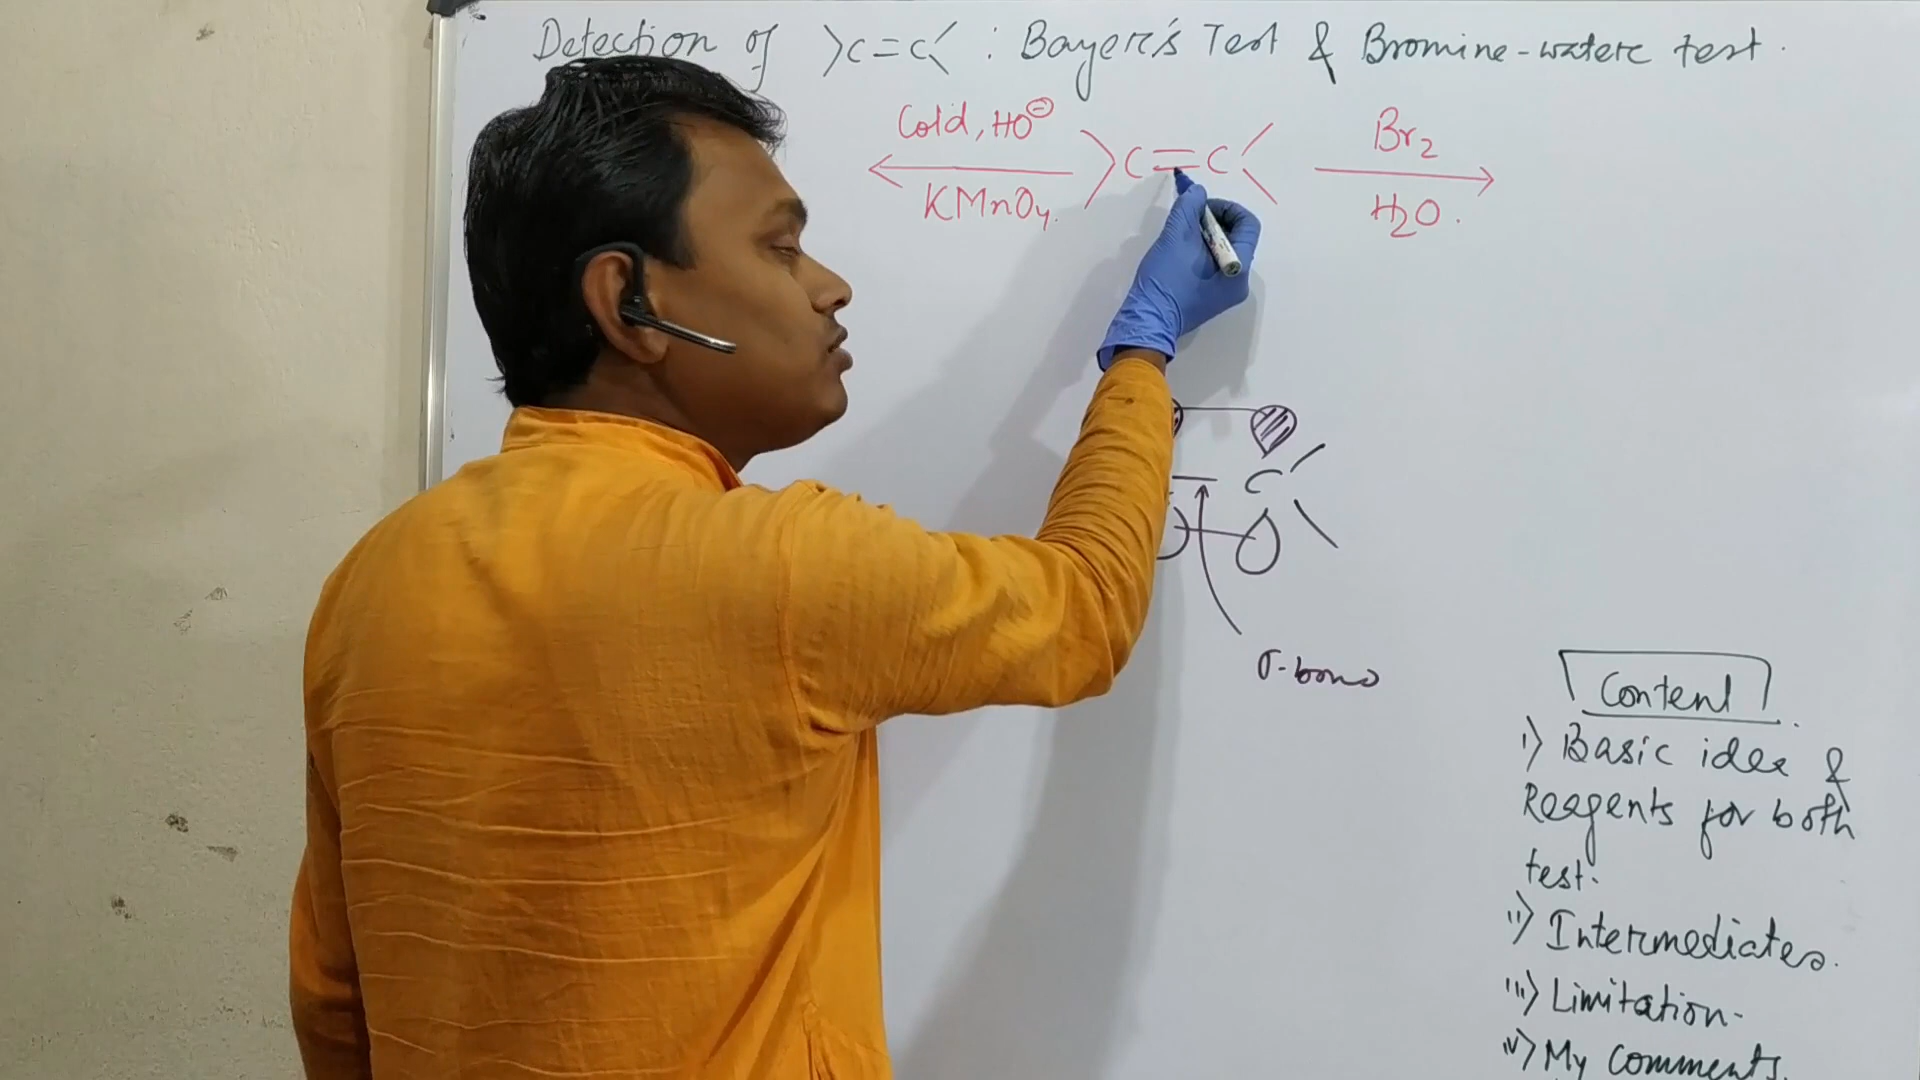 Detection of >C=C< : Bayer's Test & Bromine-water test.
Cold, HO⊖
KMnO4.
>C=C<
Br2
H2O.
C
σ-bond
Content
i) Basic idea &
Reagents for both
test.
ii) Intermediates.
iii) Limitation-
iv) My comments.